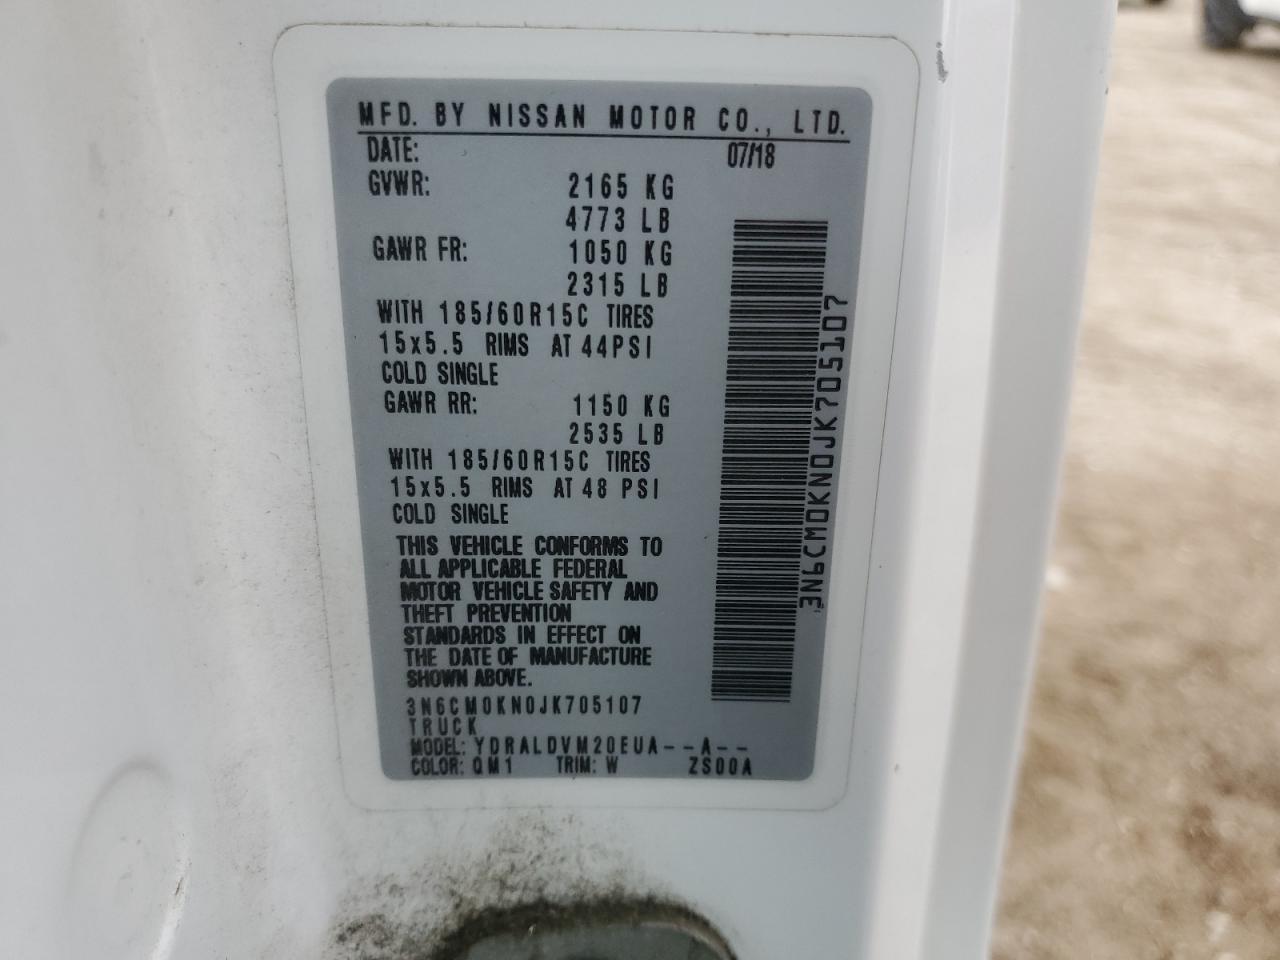 MFD. BY NISSAN MOTOR CO., LTD.
DATE: 07/18
GVWR: 2165 KG
4773 LB
GAWR FR: 1050 KG
2315 LB
WITH 185/60R15C TIRES
15x5.5 RIMS AT 44PSI
COLD SINGLE
GAWR RR: 1150 KG
2535 LB
WITH 185/60R15C TIRES
15x5.5 RIMS AT 48 PSI
COLD SINGLE
THIS VEHICLE CONFORMS TO
ALL APPLICABLE FEDERAL
MOTOR VEHICLE SAFETY AND
THEFT PREVENTION
STANDARDS IN EFFECT ON
THE DATE OF MANUFACTURE
SHOWN ABOVE.
3N6CM0KN0JK705107
TRUCK
MODEL: YDRALDVM20EUA--A--
COLOR: QM1 TRIM: W ZS00A
3N6CM0KN0JK705107